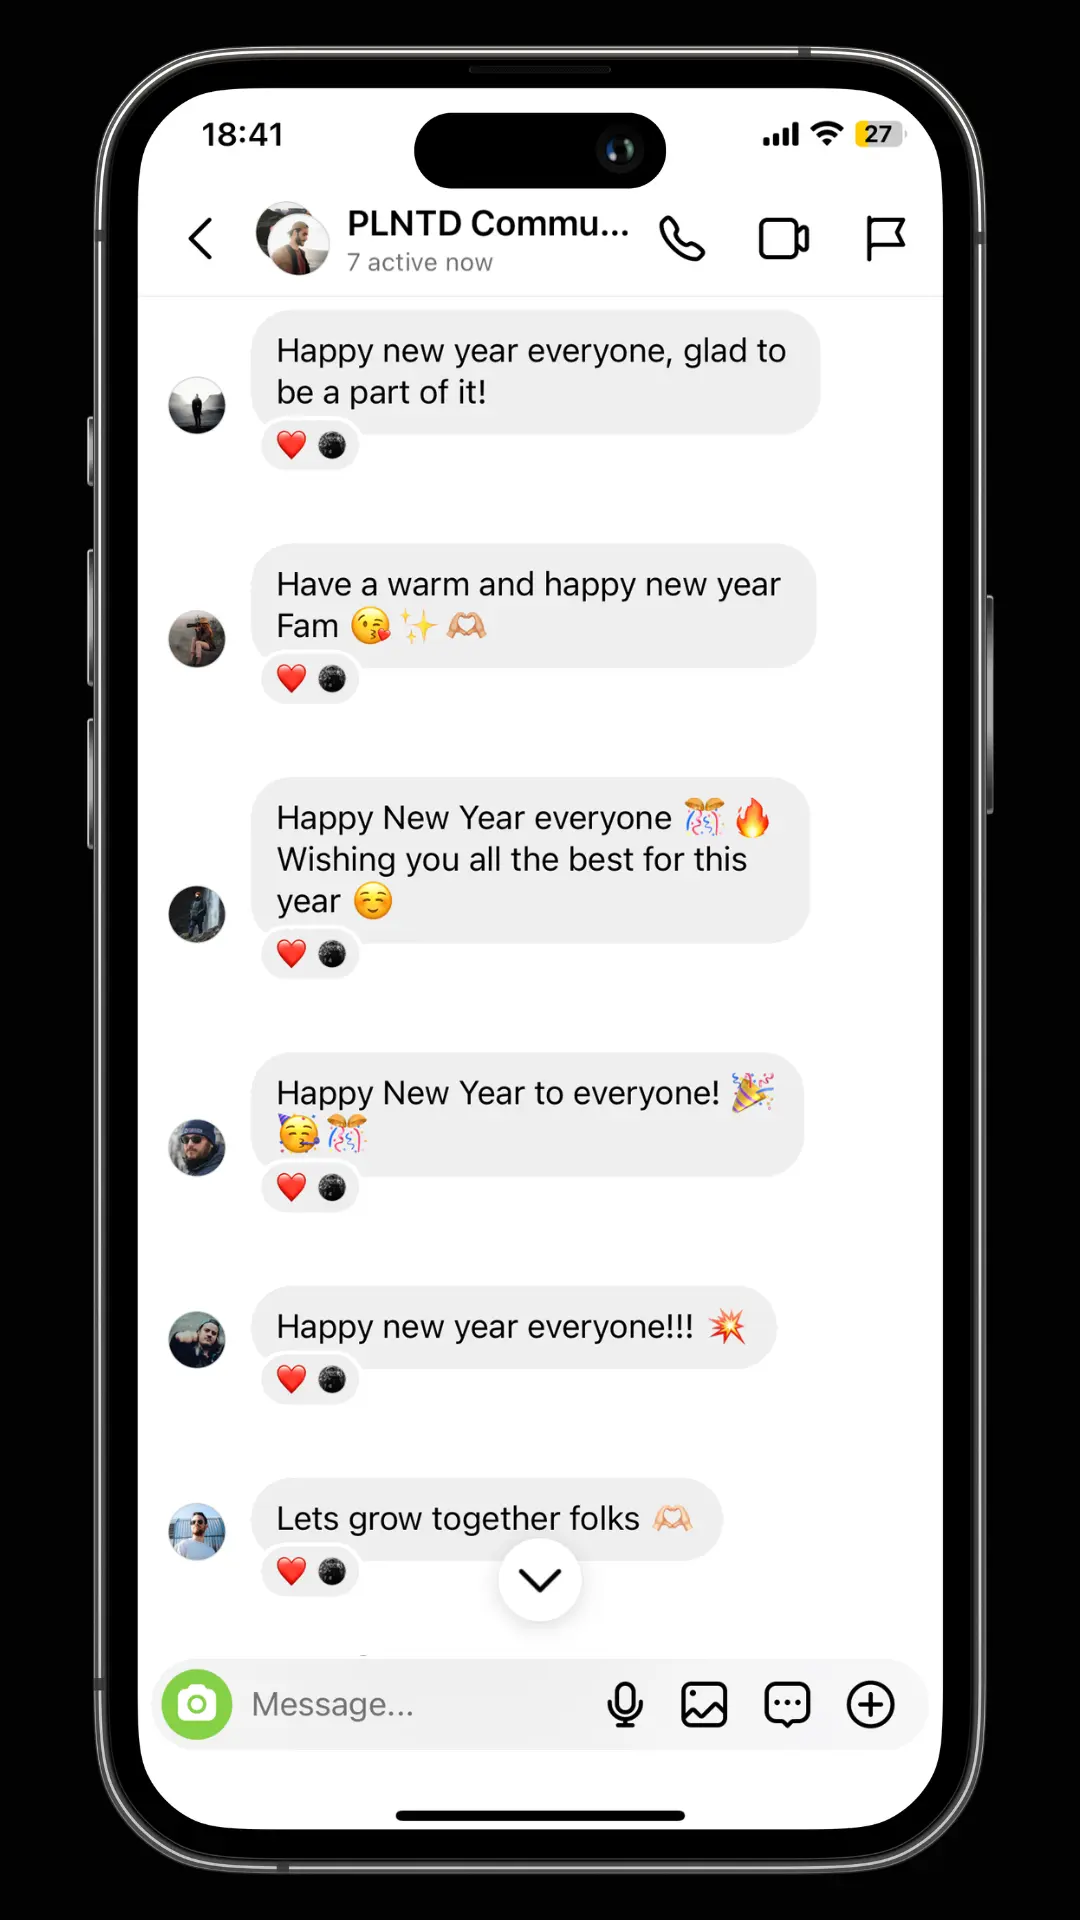 18:41
27
PLNTD Commu...
7 active now
Happy new year everyone, glad to
be a part of it!
❤️
Have a warm and happy new year
Fam 😘✨🫶🏻
❤️
Happy New Year everyone 🎊🔥
Wishing you all the best for this
year ☺️
❤️
Happy New Year to everyone! 🎉
🥳🎊
❤️
Happy new year everyone!!! 💥
❤️
Lets grow together folks 🫶🏻
❤️
Message...